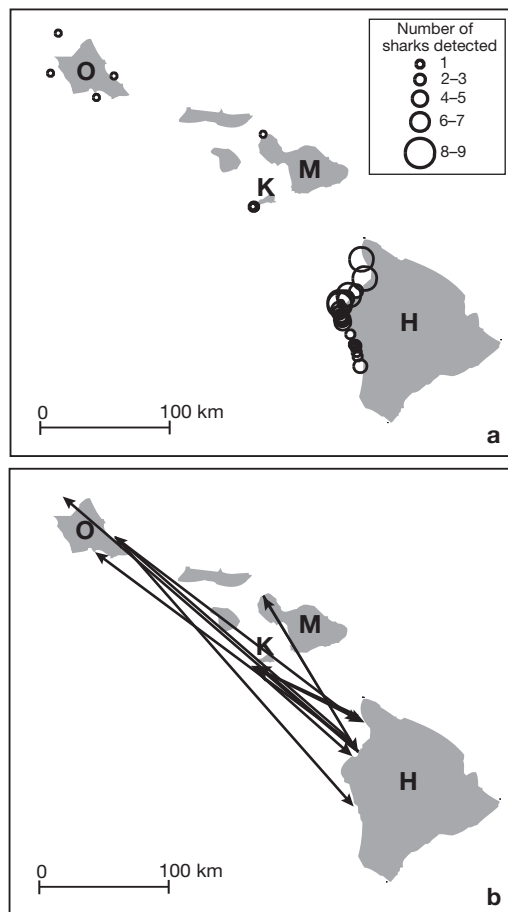 Number of
sharks detected
1
2–3
4–5
6–7
8–9
O
M
K
H
0
100 km
a
O
M
K
H
0
100 km
b